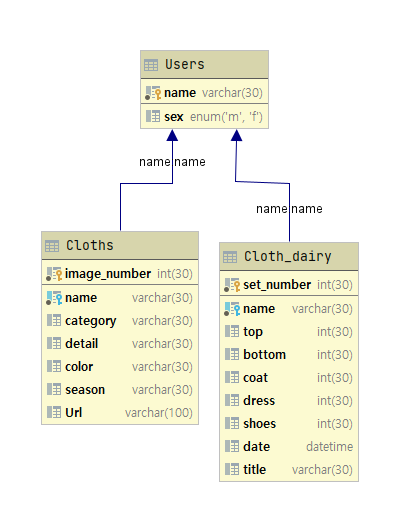 Users
name varchar(30)
sex enum('m', 'f')
name name
name name
Cloths
image_number int(30)
name varchar(30)
category varchar(30)
detail varchar(30)
color varchar(30)
season varchar(30)
Url varchar(100)
Cloth_dairy
set_number int(30)
name varchar(30)
top int(30)
bottom int(30)
coat int(30)
dress int(30)
shoes int(30)
date datetime
title varchar(30)